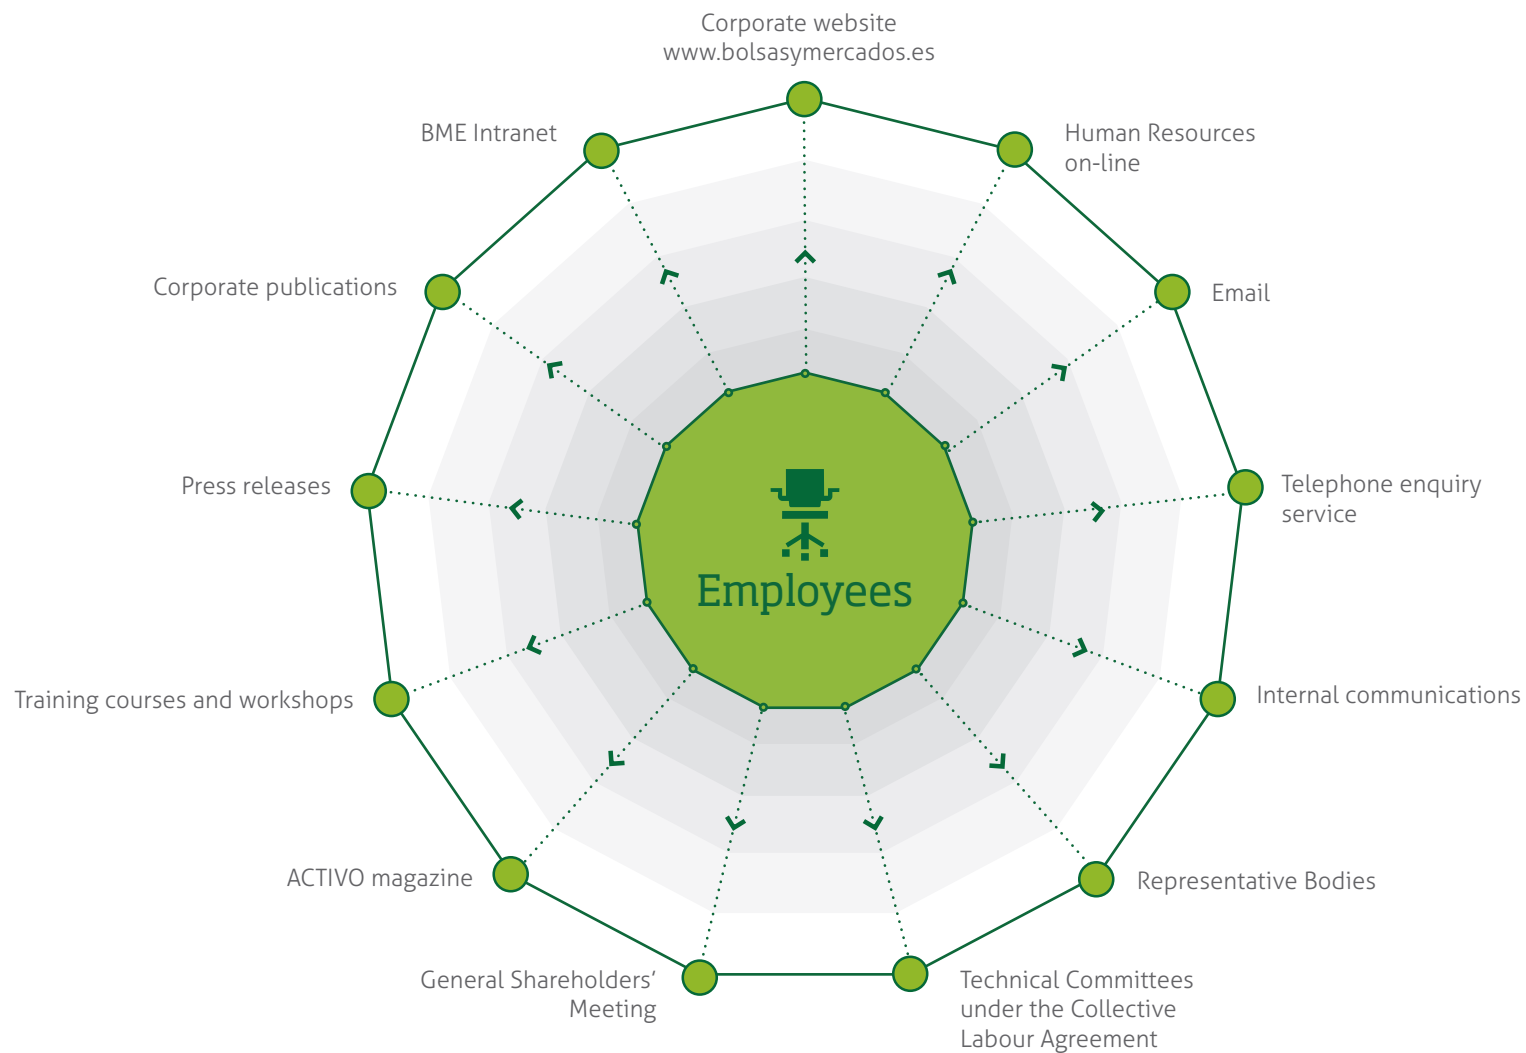 Corporate website
www.bolsasymercados.es
Human Resources
on-line
Email
Telephone enquiry
service
Internal communications
Representative Bodies
Technical Committees
under the Collective
Labour Agreement
General Shareholders’
Meeting
ACTIVO magazine
Training courses and workshops
Press releases
Corporate publications
BME Intranet
Employees